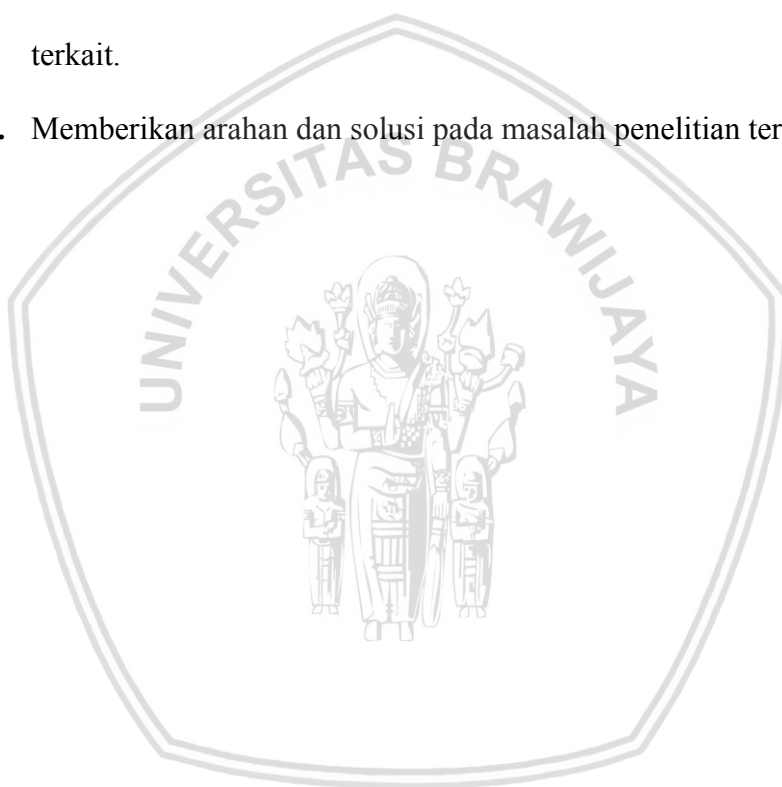 terkait.
. Memberikan arahan dan solusi pada masalah penelitian ter
UNIVERSITAS BRAWIJAYA